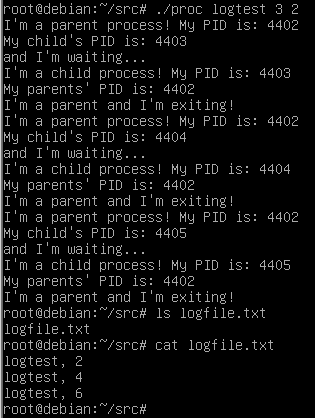 root@debian:~/src# ./proc logtest 3 2
I'm a parent process! My PID is: 4402
My child's PID is: 4403
and I'm waiting...
I'm a child process! My PID is: 4403
My parents' PID is: 4402
I'm a parent and I'm exiting!
I'm a parent process! My PID is: 4402
My child's PID is: 4404
and I'm waiting...
I'm a child process! My PID is: 4404
My parents' PID is: 4402
I'm a parent and I'm exiting!
I'm a parent process! My PID is: 4402
My child's PID is: 4405
and I'm waiting...
I'm a child process! My PID is: 4405
My parents' PID is: 4402
I'm a parent and I'm exiting!
root@debian:~/src# ls logfile.txt
logfile.txt
root@debian:~/src# cat logfile.txt
logtest, 2
logtest, 4
logtest, 6
root@debian:~/src#